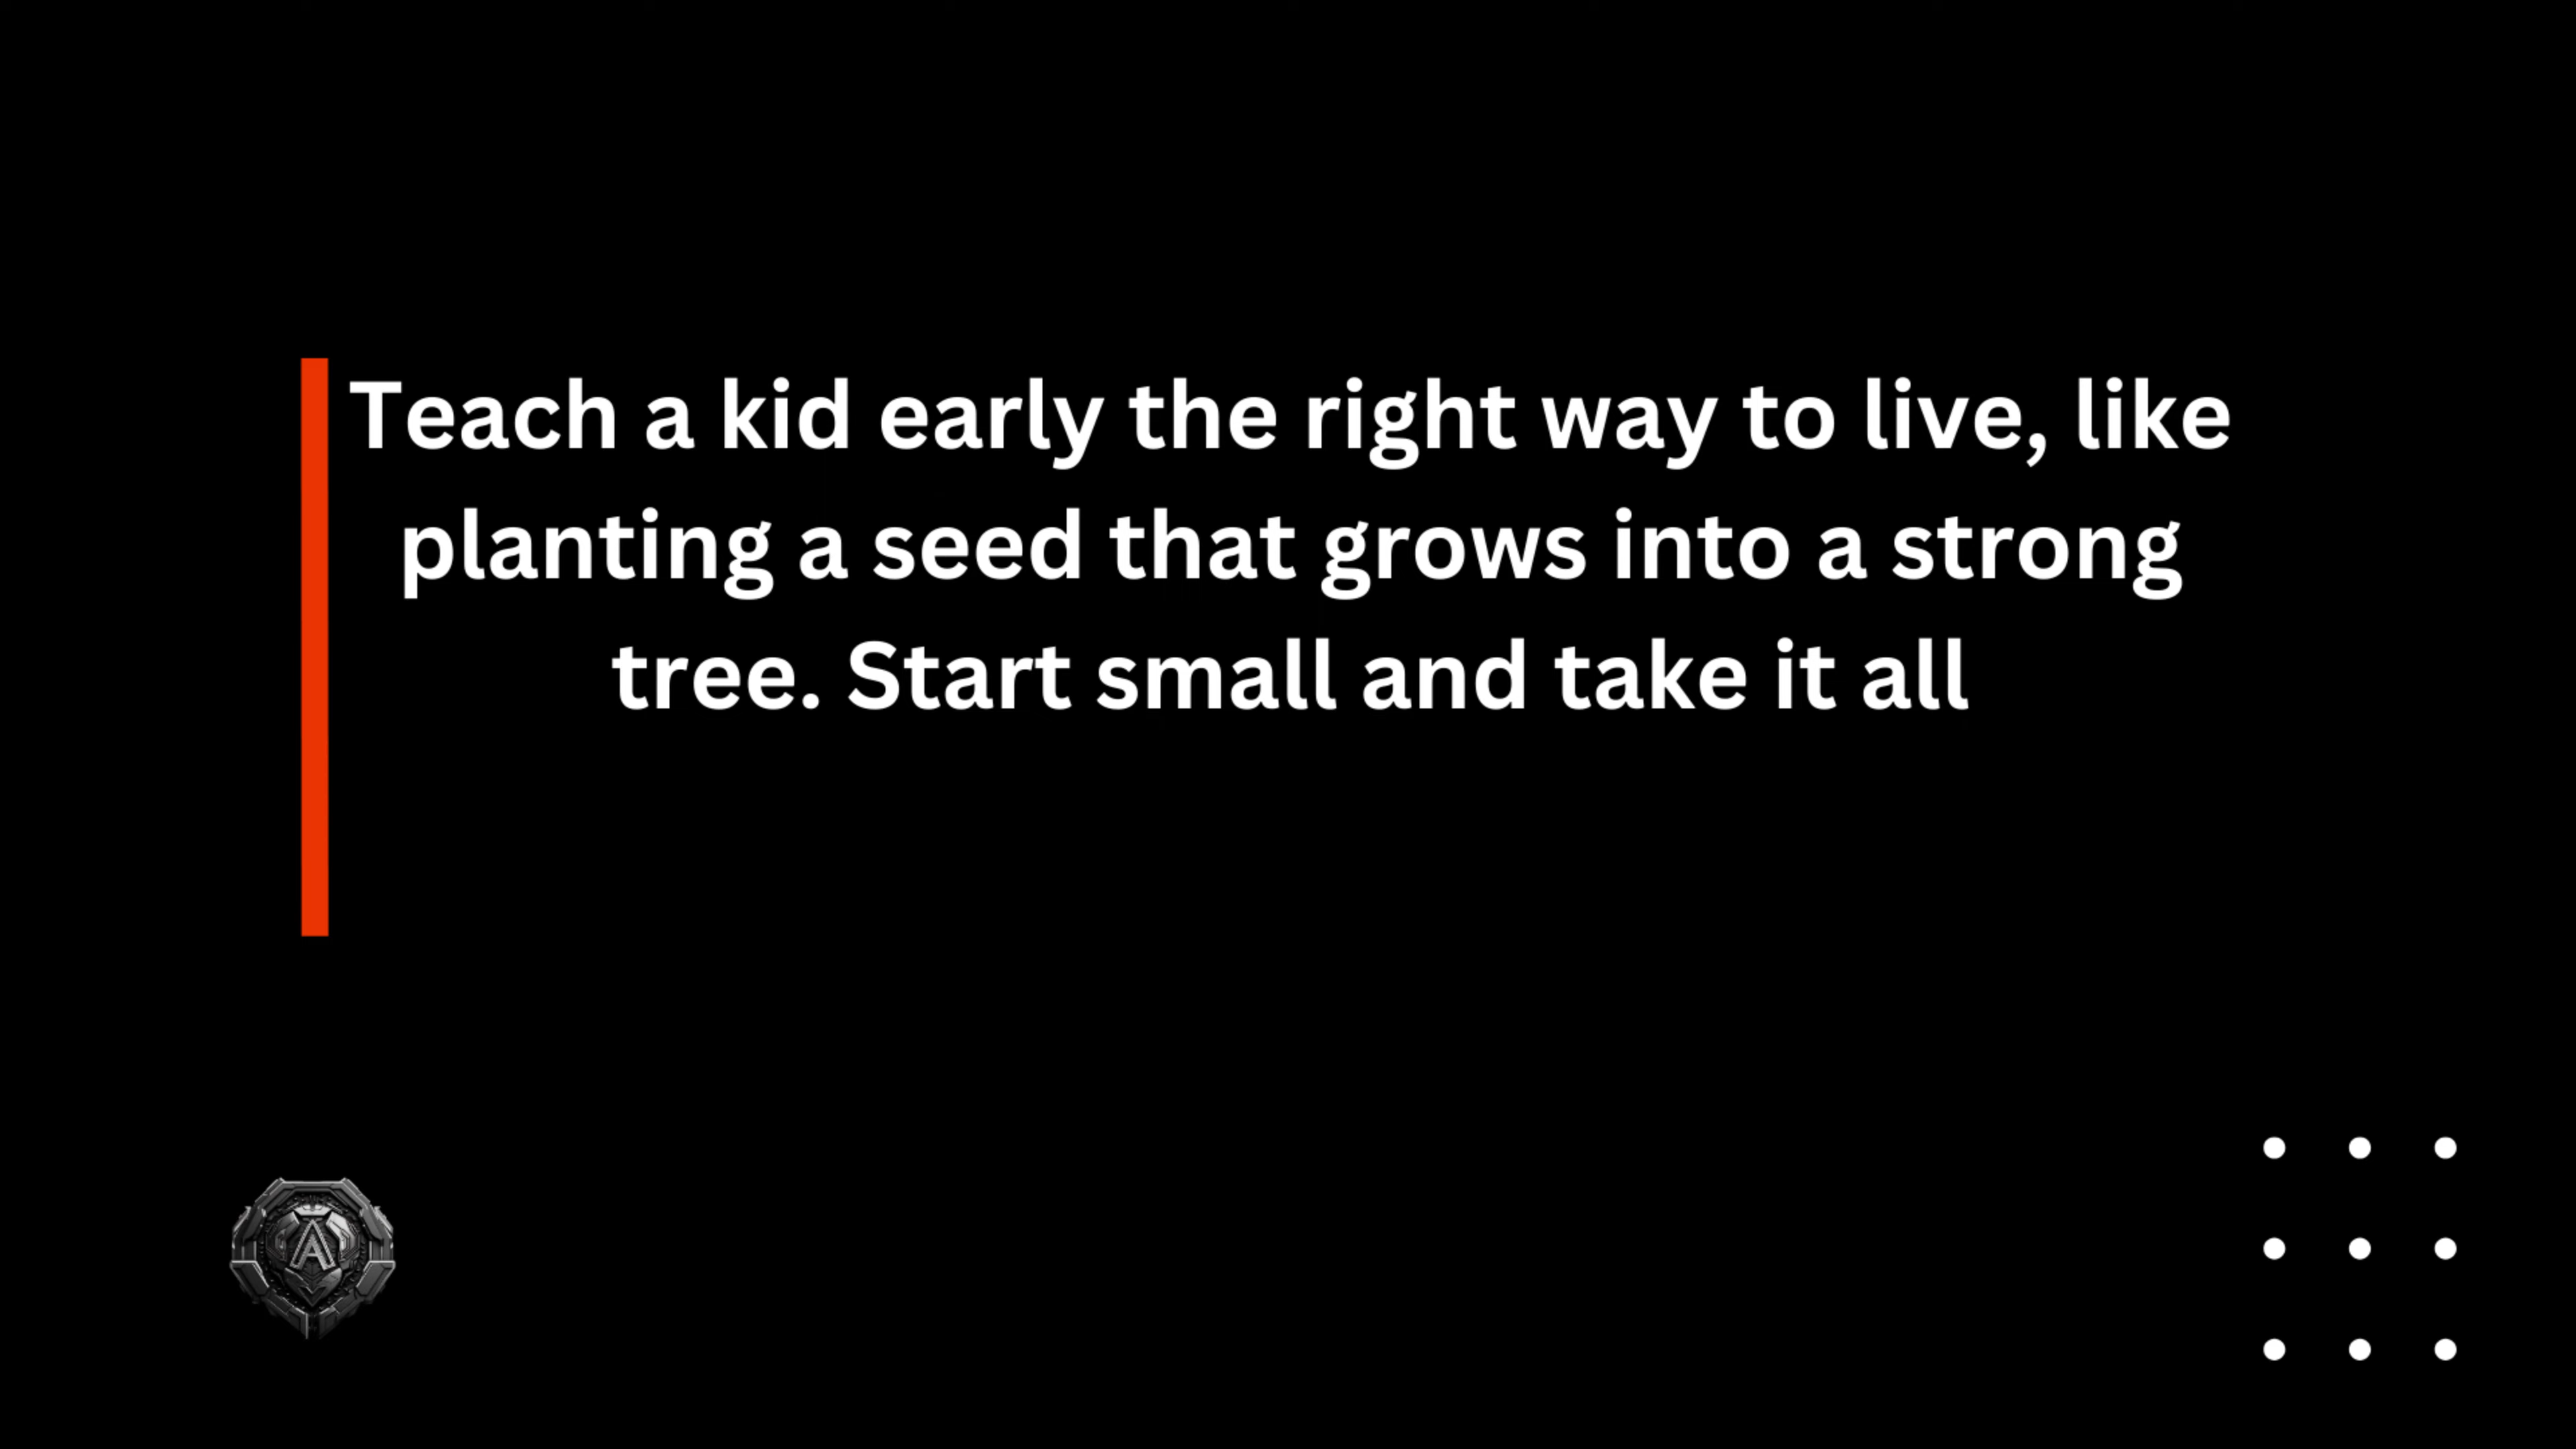 Teach a kid early the right way to live, like
planting a seed that grows into a strong
tree. Start small and take it all
A